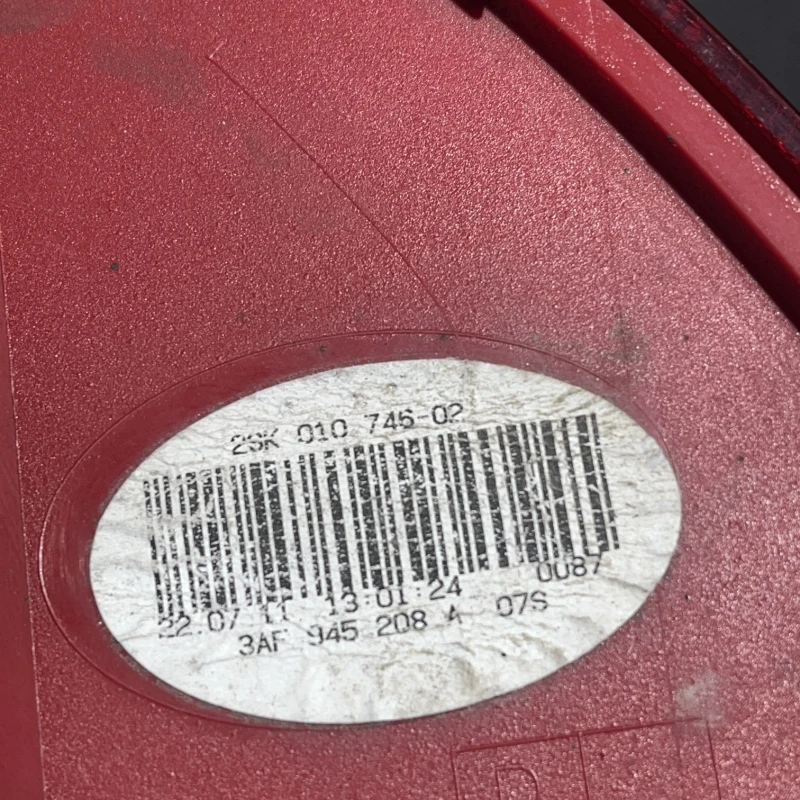 2SK 010 746-02
0087
22.07.11 13:01:24
3AF 945 208 A 07S
D